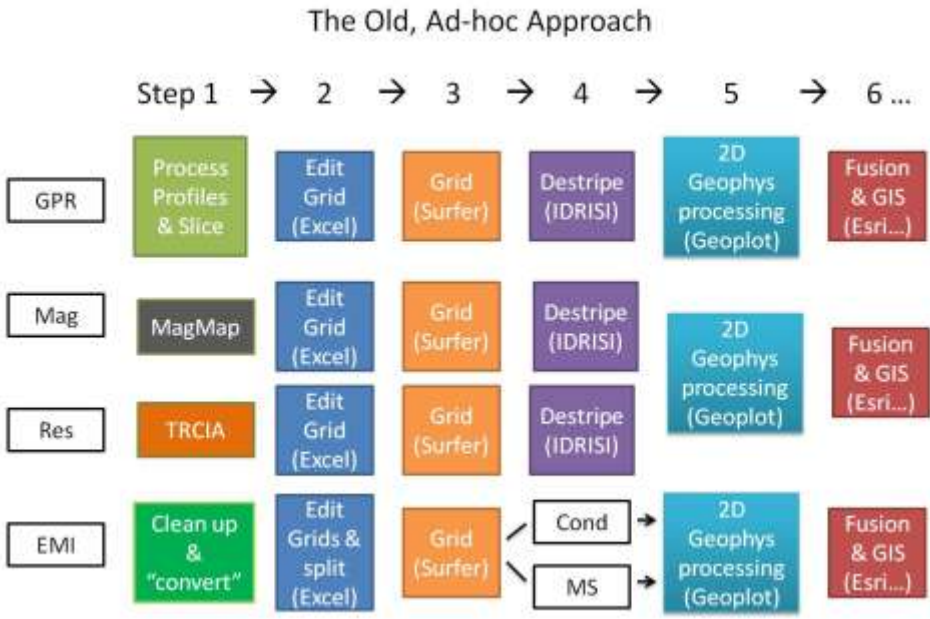 The Old, Ad-hoc Approach
Step 1 → 2 → 3 → 4 → 5 → 6 ...
GPR
Process
Profiles
& Slice
Edit
Grid
(Excel)
Grid
(Surfer)
Destripe
(IDRISI)
2D
Geophys
processing
(Geoplot)
Fusion
& GIS
(Esri...)
Mag
MagMap
Edit
Grid
(Excel)
Grid
(Surfer)
Destripe
(IDRISI)
2D
Geophys
processing
(Geoplot)
Fusion
& GIS
(Esri...)
Res
TRCIA
Edit
Grid
(Excel)
Grid
(Surfer)
Destripe
(IDRISI)
EMI
Clean up
&
“convert”
Edit
Grids &
split
(Excel)
Grid
(Surfer)
Cond
MS
2D
Geophys
processing
(Geoplot)
Fusion
& GIS
(Esri...)